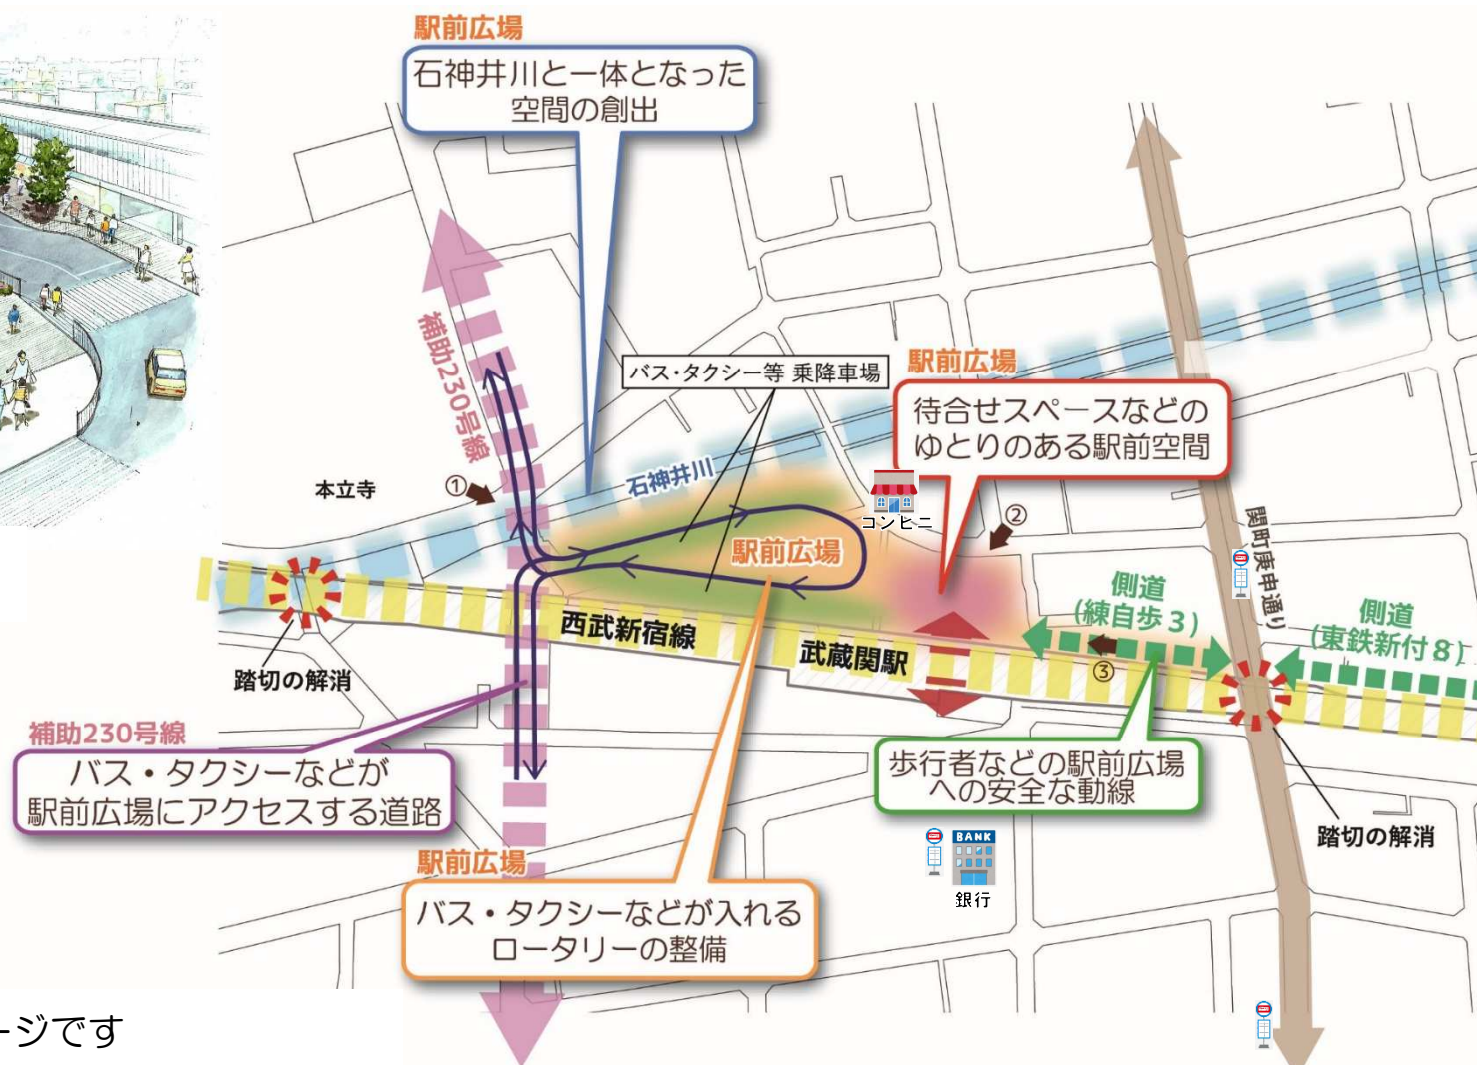 駅前広場
石神井川と一体となった
空間の創出
補助230号線
バス・タクシー等 乗降車場
駅前広場
待合せスペースなどの
ゆとりのある駅前空間
本立寺
①
石神井川
コンビニ
②
関町庚申通り
駅前広場
側道
(練自歩3)
側道
(東鉄新付8)
西武新宿線
武蔵関駅
③
踏切の解消
補助230号線
バス・タクシーなどが
駅前広場にアクセスする道路
歩行者などの駅前広場
への安全な動線
踏切の解消
BANK
銀行
駅前広場
バス・タクシーなどが入れる
ロータリーの整備
ージです